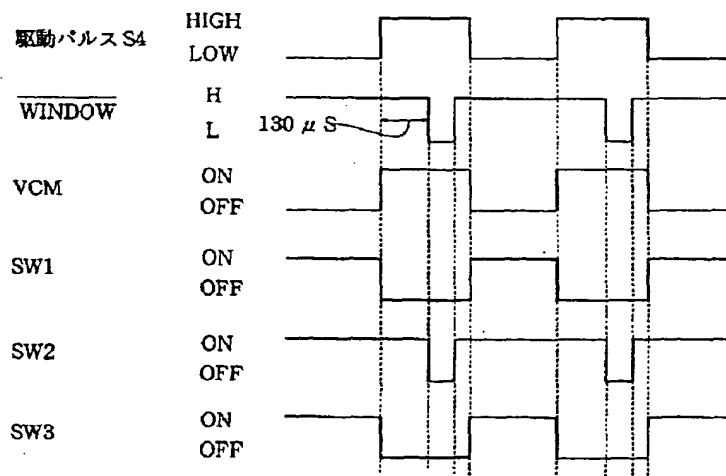 駆動パルス S4 HIGH
LOW
WINDOW H
L 130 μS
VCM ON
OFF
SW1 ON
OFF
SW2 ON
OFF
SW3 ON
OFF